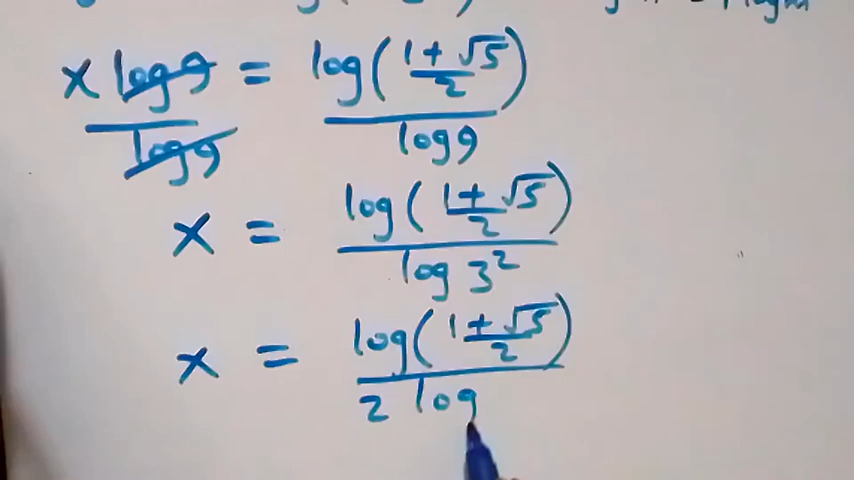 x log9 / log9 = log((1+√5)/2) / log9
x = log((1+√5)/2) / log 3²
x = log((1+√5)/2) / 2 log